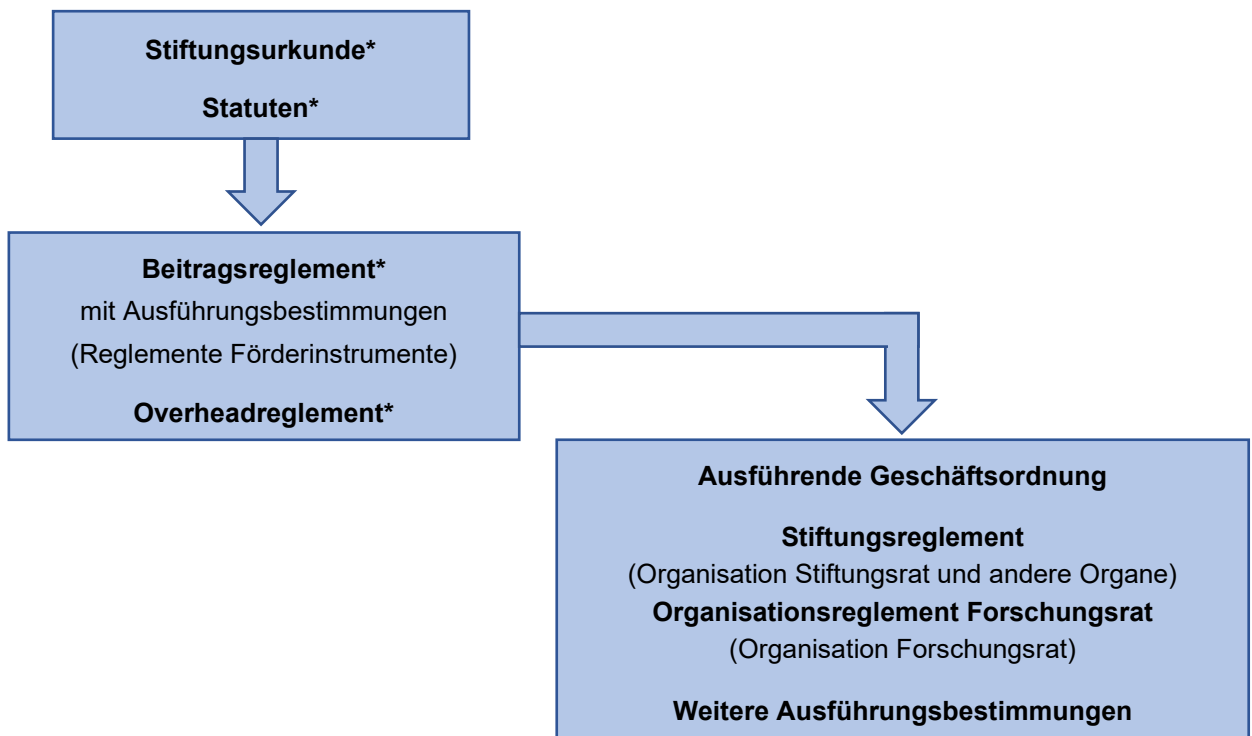 Stiftungsurkunde*
Statuten*
Beitragsreglement*
mit Ausführungsbestimmungen
(Reglemente Förderinstrumente)
Overheadreglement*
Ausführende Geschäftsordnung
Stiftungsreglement
(Organisation Stiftungsrat und andere Organe)
Organisationsreglement Forschungsrat
(Organisation Forschungsrat)
Weitere Ausführungsbestimmungen